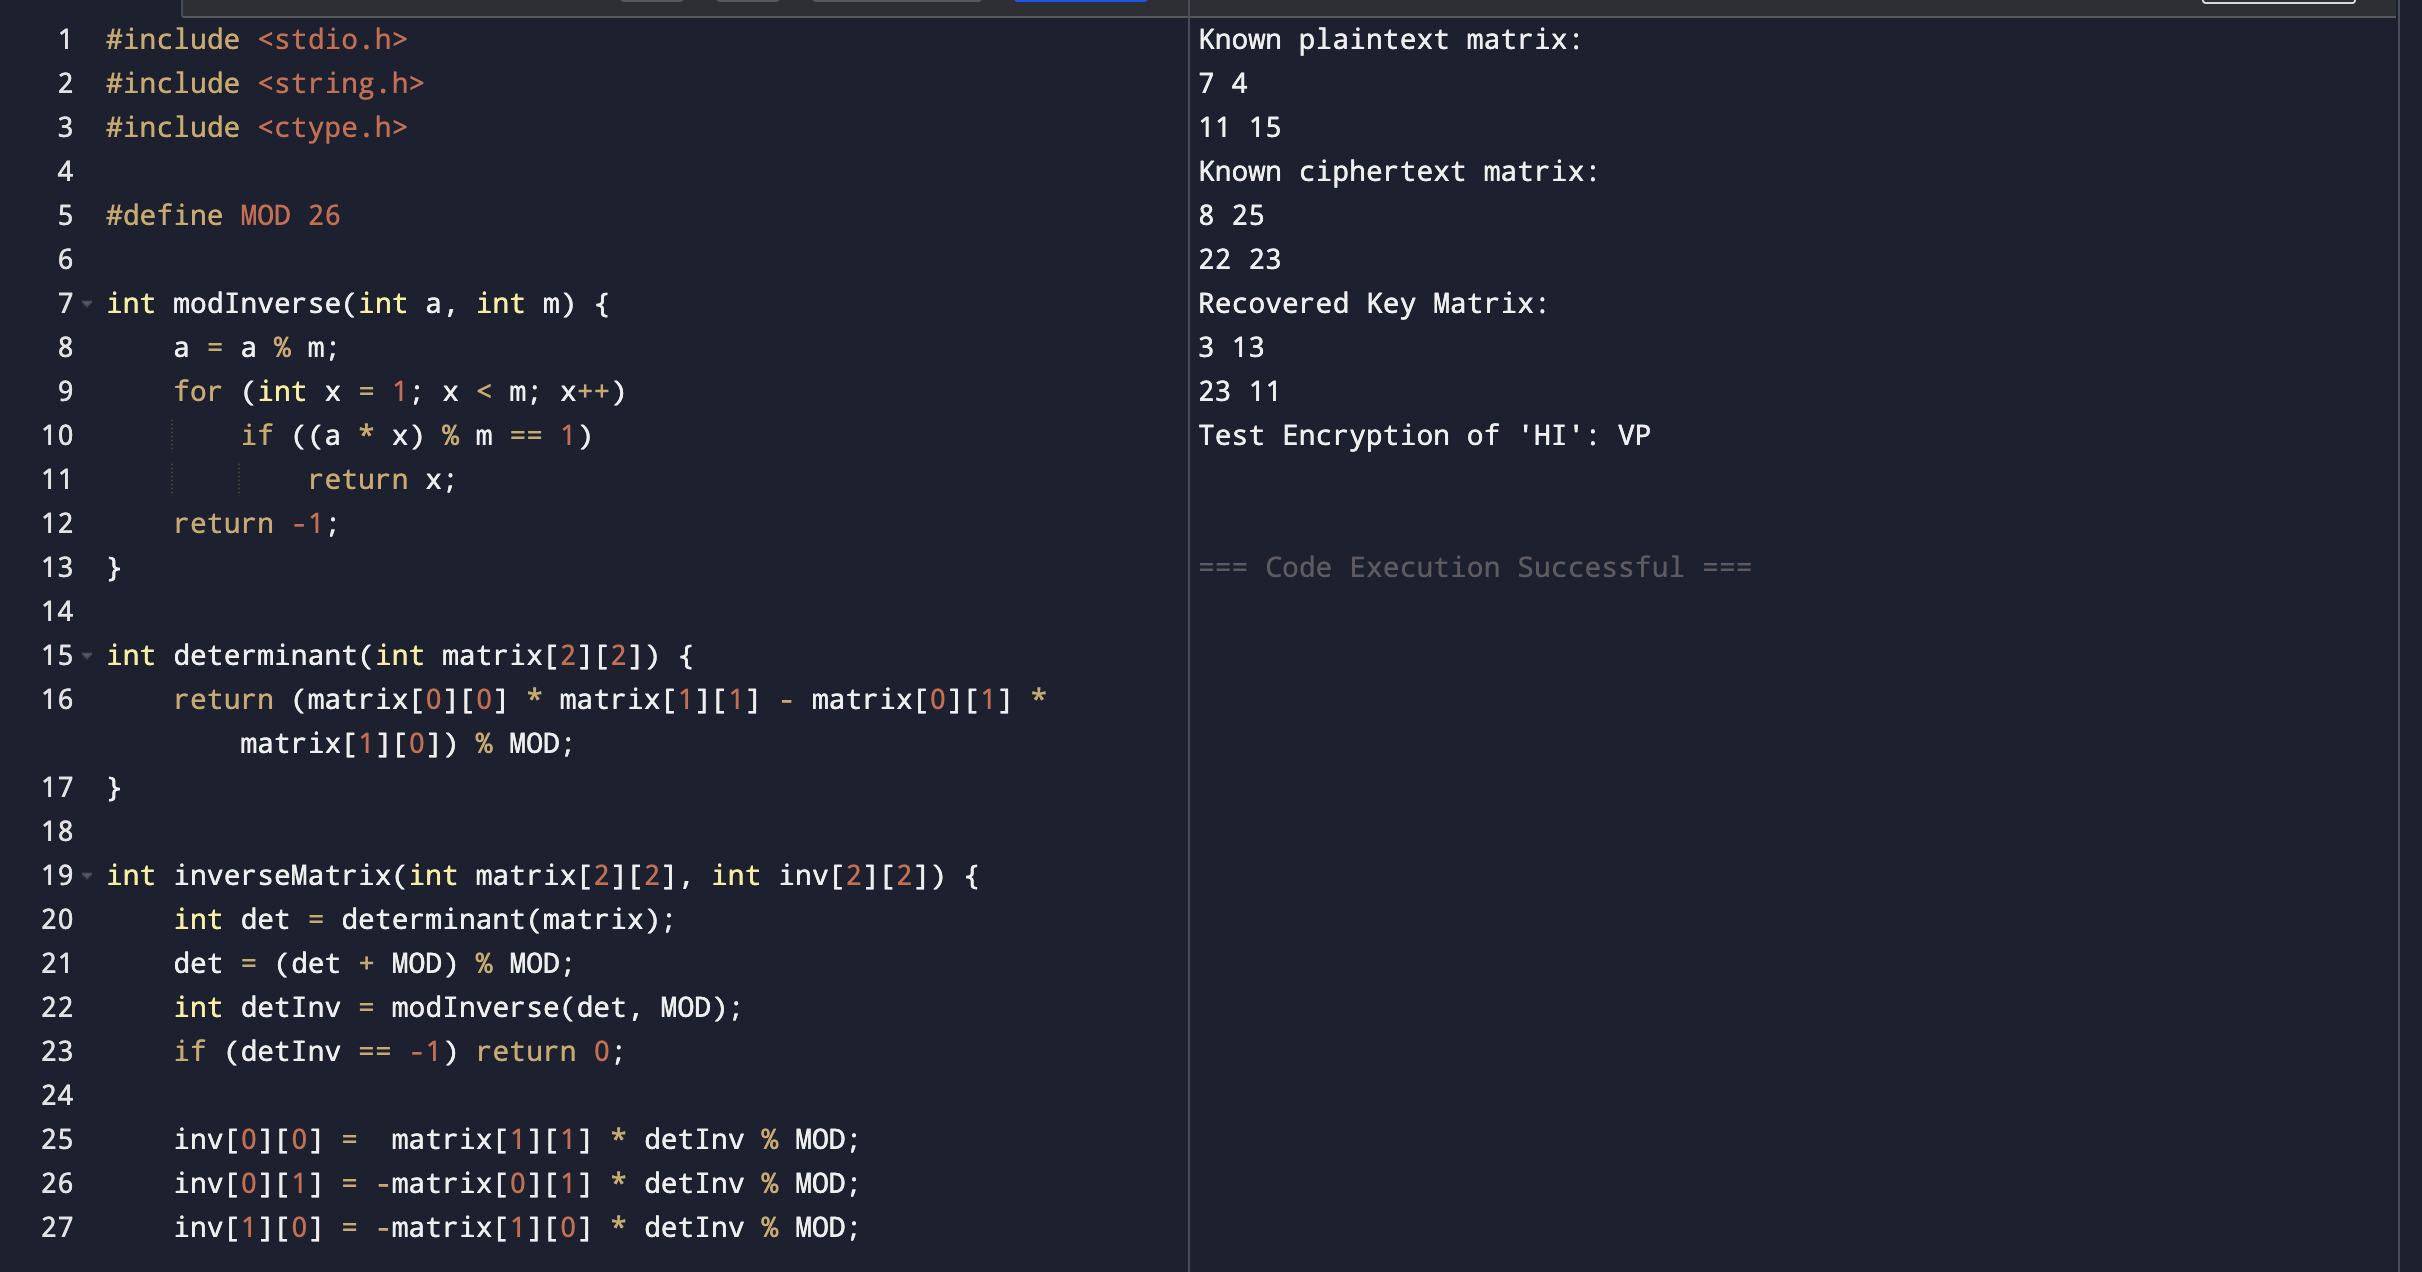 1 #include <stdio.h>
2 #include <string.h>
3 #include <ctype.h>
4
5 #define MOD 26
6
7 int modInverse(int a, int m) {
8     a = a % m;
9     for (int x = 1; x < m; x++)
10         if ((a * x) % m == 1)
11             return x;
12     return -1;
13 }
14
15 int determinant(int matrix[2][2]) {
16     return (matrix[0][0] * matrix[1][1] - matrix[0][1] *
        matrix[1][0]) % MOD;
17 }
18
19 int inverseMatrix(int matrix[2][2], int inv[2][2]) {
20     int det = determinant(matrix);
21     det = (det + MOD) % MOD;
22     int detInv = modInverse(det, MOD);
23     if (detInv == -1) return 0;
24
25     inv[0][0] =  matrix[1][1] * detInv % MOD;
26     inv[0][1] = -matrix[0][1] * detInv % MOD;
27     inv[1][0] = -matrix[1][0] * detInv % MOD;
Known plaintext matrix:
7 4
11 15
Known ciphertext matrix:
8 25
22 23
Recovered Key Matrix:
3 13
23 11
Test Encryption of 'HI': VP
=== Code Execution Successful ===